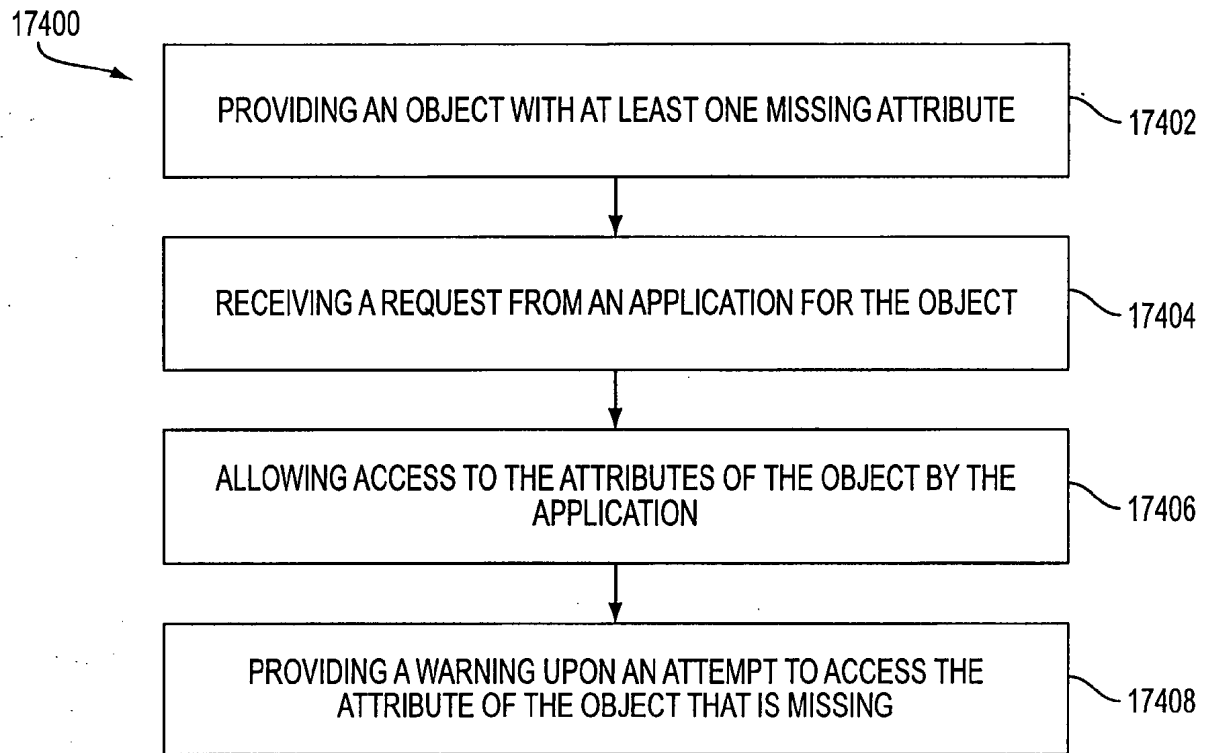 17400
PROVIDING AN OBJECT WITH AT LEAST ONE MISSING ATTRIBUTE
17402
RECEIVING A REQUEST FROM AN APPLICATION FOR THE OBJECT
17404
ALLOWING ACCESS TO THE ATTRIBUTES OF THE OBJECT BY THE
APPLICATION
17406
PROVIDING A WARNING UPON AN ATTEMPT TO ACCESS THE
ATTRIBUTE OF THE OBJECT THAT IS MISSING
17408